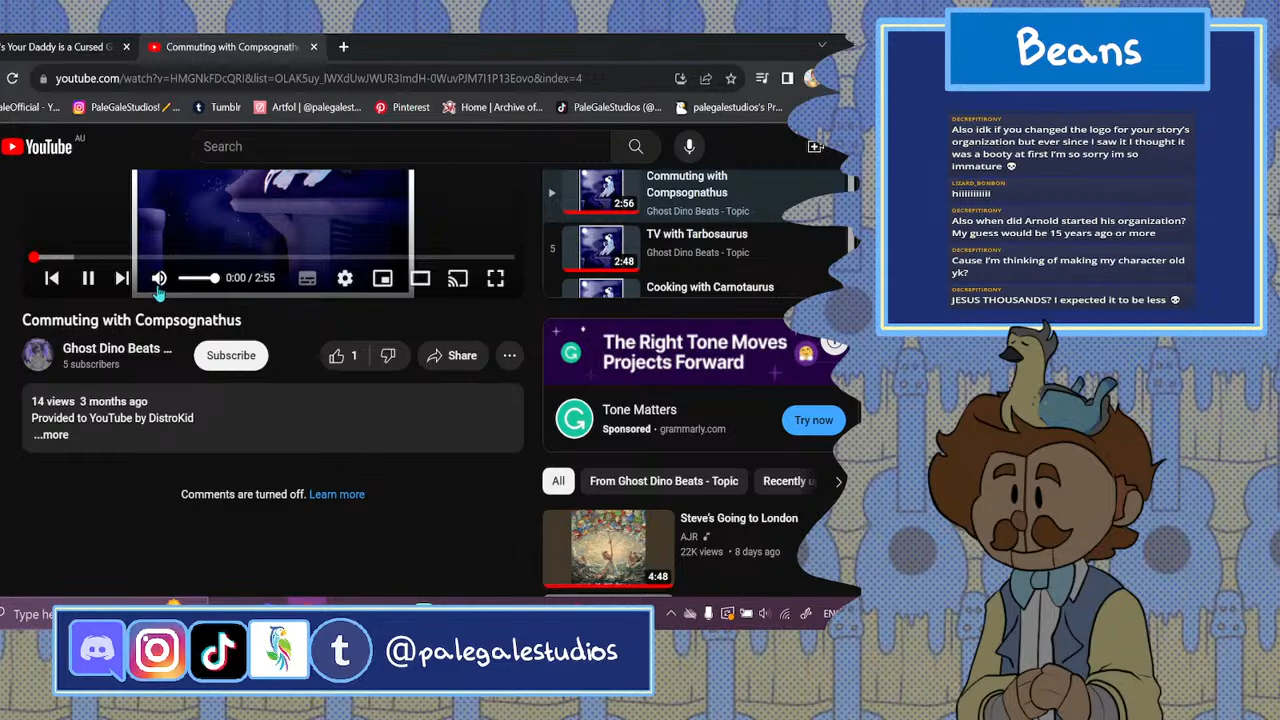 's Your Daddy is a Cursed G
Commuting with Compsognath
youtube.com/watch?v=HMGNkFDcQRI&list=OLAK5uy_lWXdUwJWUR3ImdH-0WuvPJM7I1P13Eovo&index=4
aleOfficial - Y...
PaleGaleStudios! /...
Tumblr
Artfol | @palegalest...
Pinterest
Home | Archive of...
PaleGaleStudios (@...
palegalestudios's Pr...
YouTube
AU
Search
Commuting with
Compsognathus
Ghost Dino Beats - Topic
2:56
5
TV with Tarbosaurus
Ghost Dino Beats - Topic
2:48
Cooking with Carnotaurus
0:00 / 2:55
Commuting with Compsognathus
Ghost Dino Beats ...
5 subscribers
Subscribe
1
Share
14 views 3 months ago
Provided to YouTube by DistroKid
...more
Comments are turned off. Learn more
The Right Tone Moves
Projects Forward
Tone Matters
Sponsored · grammarly.com
Try now
All
From Ghost Dino Beats - Topic
Recently u
Steve's Going to London
AJR
22K views • 8 days ago
4:48
Type he
EN
@palegalestudios
Beans
DECREPITIRONY
Also idk if you changed the logo for your story's
organization but ever since I saw it I thought it
was a booty at first I'm so sorry im so
immature 💀
LIZARD_BONBON
hiiiiiiiiiii
DECREPITIRONY
Also when did Arnold started his organization?
My guess would be 15 years ago or more
DECREPITIRONY
Cause I'm thinking of making my character old
yk?
DECREPITIRONY
JESUS THOUSANDS? I expected it to be less 💀